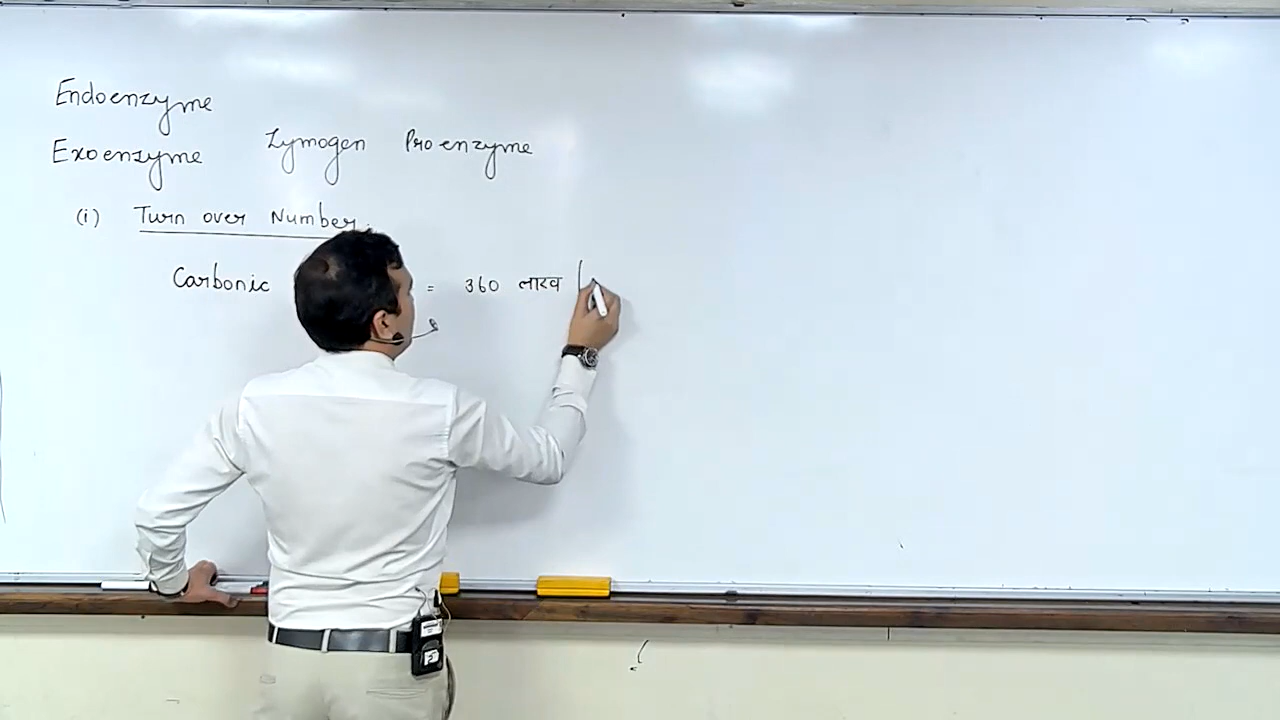 Endoenzyme
Exoenzyme Zymogen Proenzyme
(i) Turn over Number.
Carbonic = 360 लाख